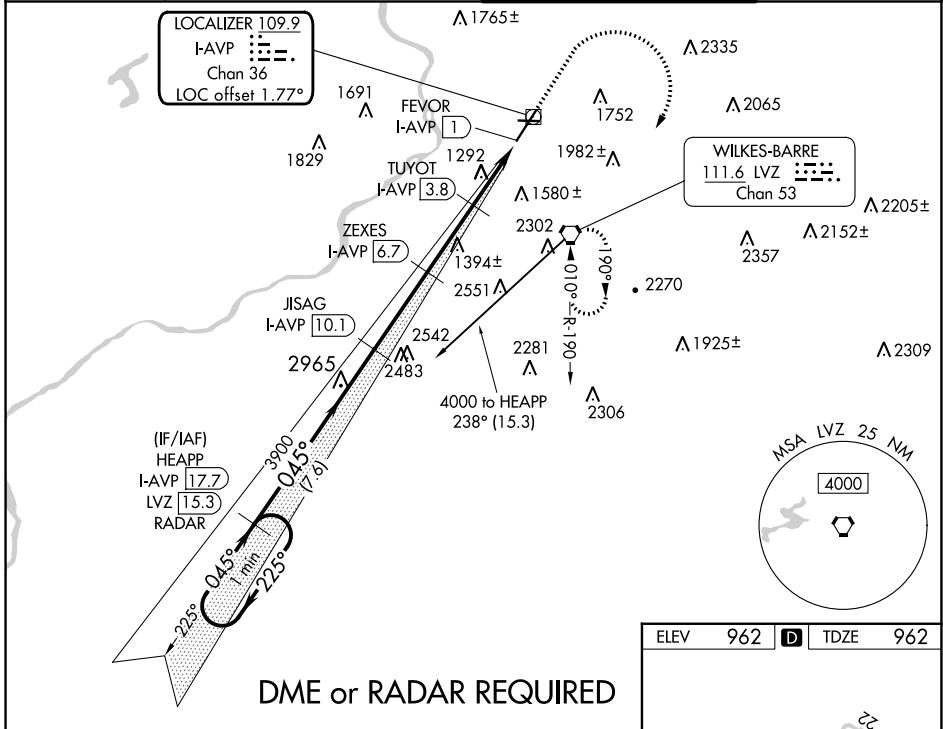 LOCALIZER 109.9
I-AVP
Chan 36
LOC offset 1.77°
1765±
2335
1691
FEVOR
I-AVP 1
1752
2065
1829
1292
1982±
WILKES-BARRE
111.6 LVZ
Chan 53
TUYOT
I-AVP 3.8
1580±
2205±
2302
2152±
2357
ZEXES
I-AVP 6.7
1394±
190°
2551
2270
010°
R-190
JISAG
I-AVP 10.1
2542
2483
2281
1925±
2309
2965
4000 to HEAPP
238° (15.3)
2306
(IF/IAF)
HEAPP
I-AVP 17.7
LVZ 15.3
RADAR
3900
045°
(7.6)
MSA LVZ 25 NM
4000
045°
1 min
225°
225°
DME or RADAR REQUIRED
ELEV 962 D TDZE 962
22